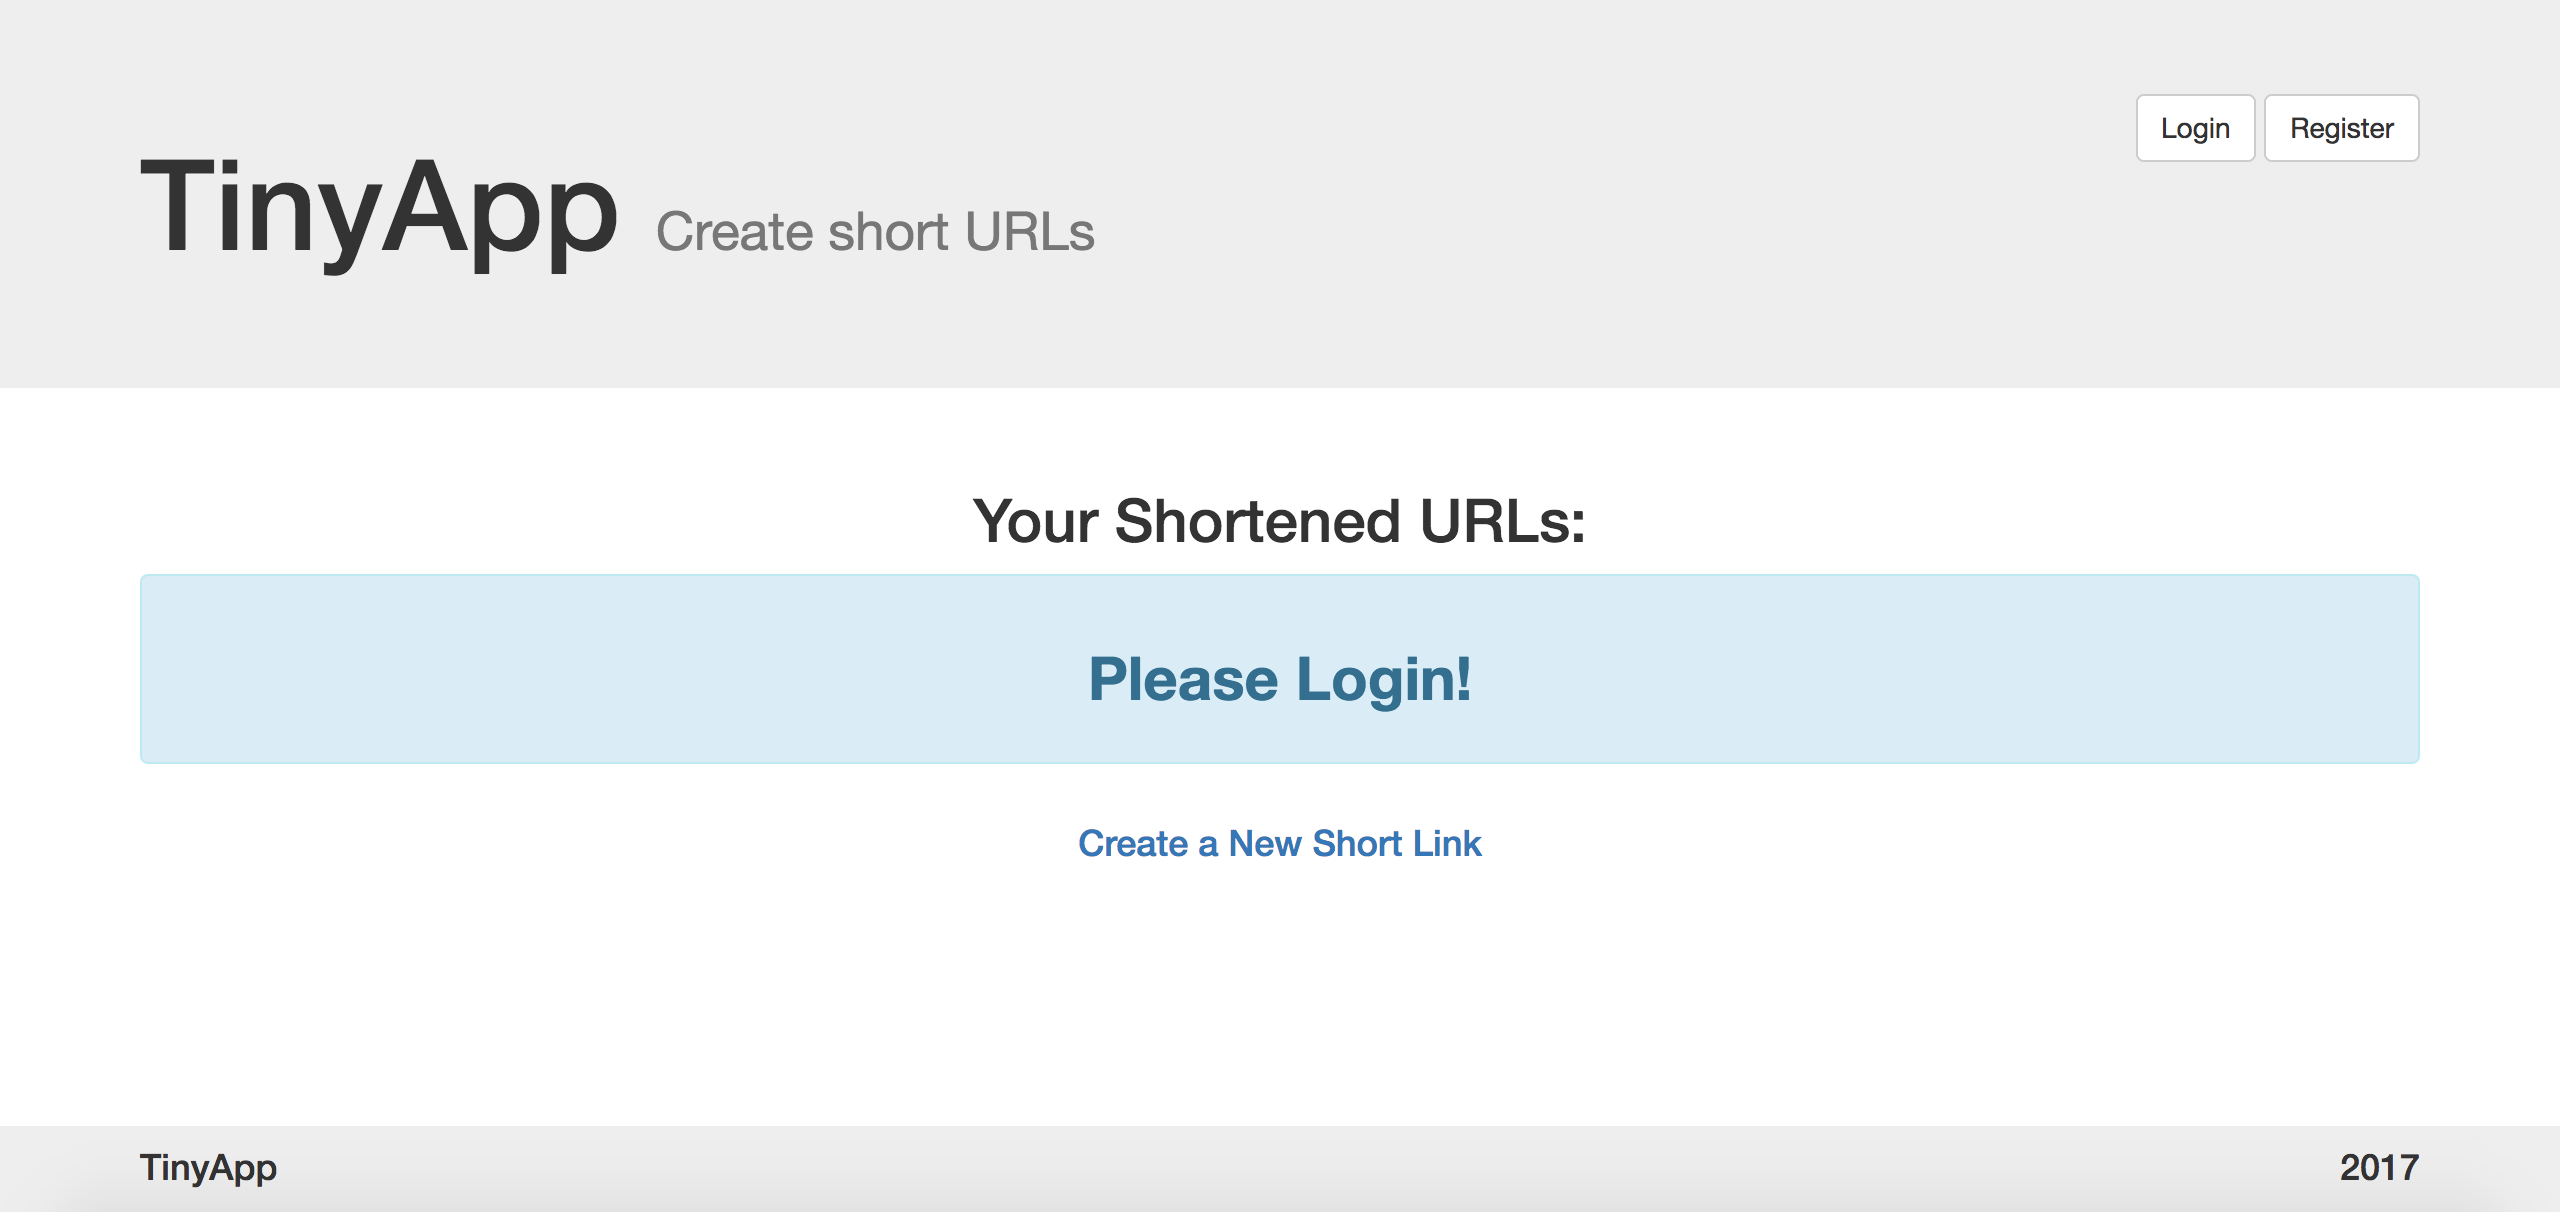 Login Register
TinyApp Create short URLs
Your Shortened URLs:
Please Login!
Create a New Short Link
TinyApp 2017